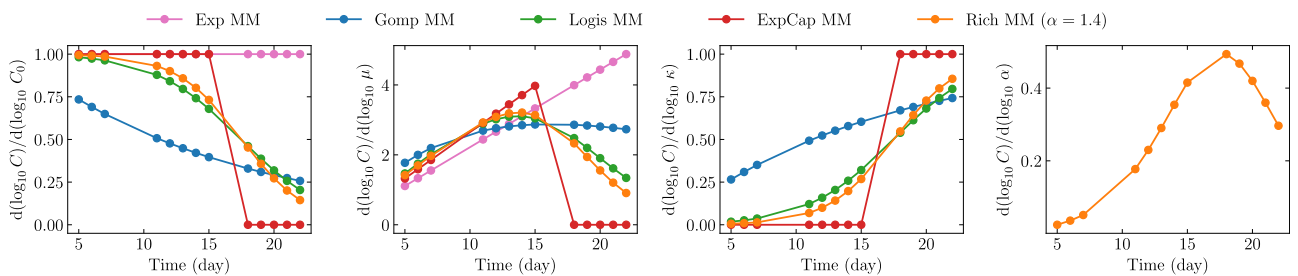 Exp MM Gomp MM Logis MM ExpCap MM Rich MM (α = 1.4)
d(log₁₀ C)/d(log₁₀ C₀)
1.00
0.75
0.50
0.25
0.00
5 10 15 20
Time (day)
d(log₁₀ C)/d(log₁₀ μ)
4
2
0
5 10 15 20
Time (day)
d(log₁₀ C)/d(log₁₀ κ)
1.00
0.75
0.50
0.25
0.00
5 10 15 20
Time (day)
d(log₁₀ C)/d(log₁₀ α)
0.4
0.2
5 10 15 20
Time (day)